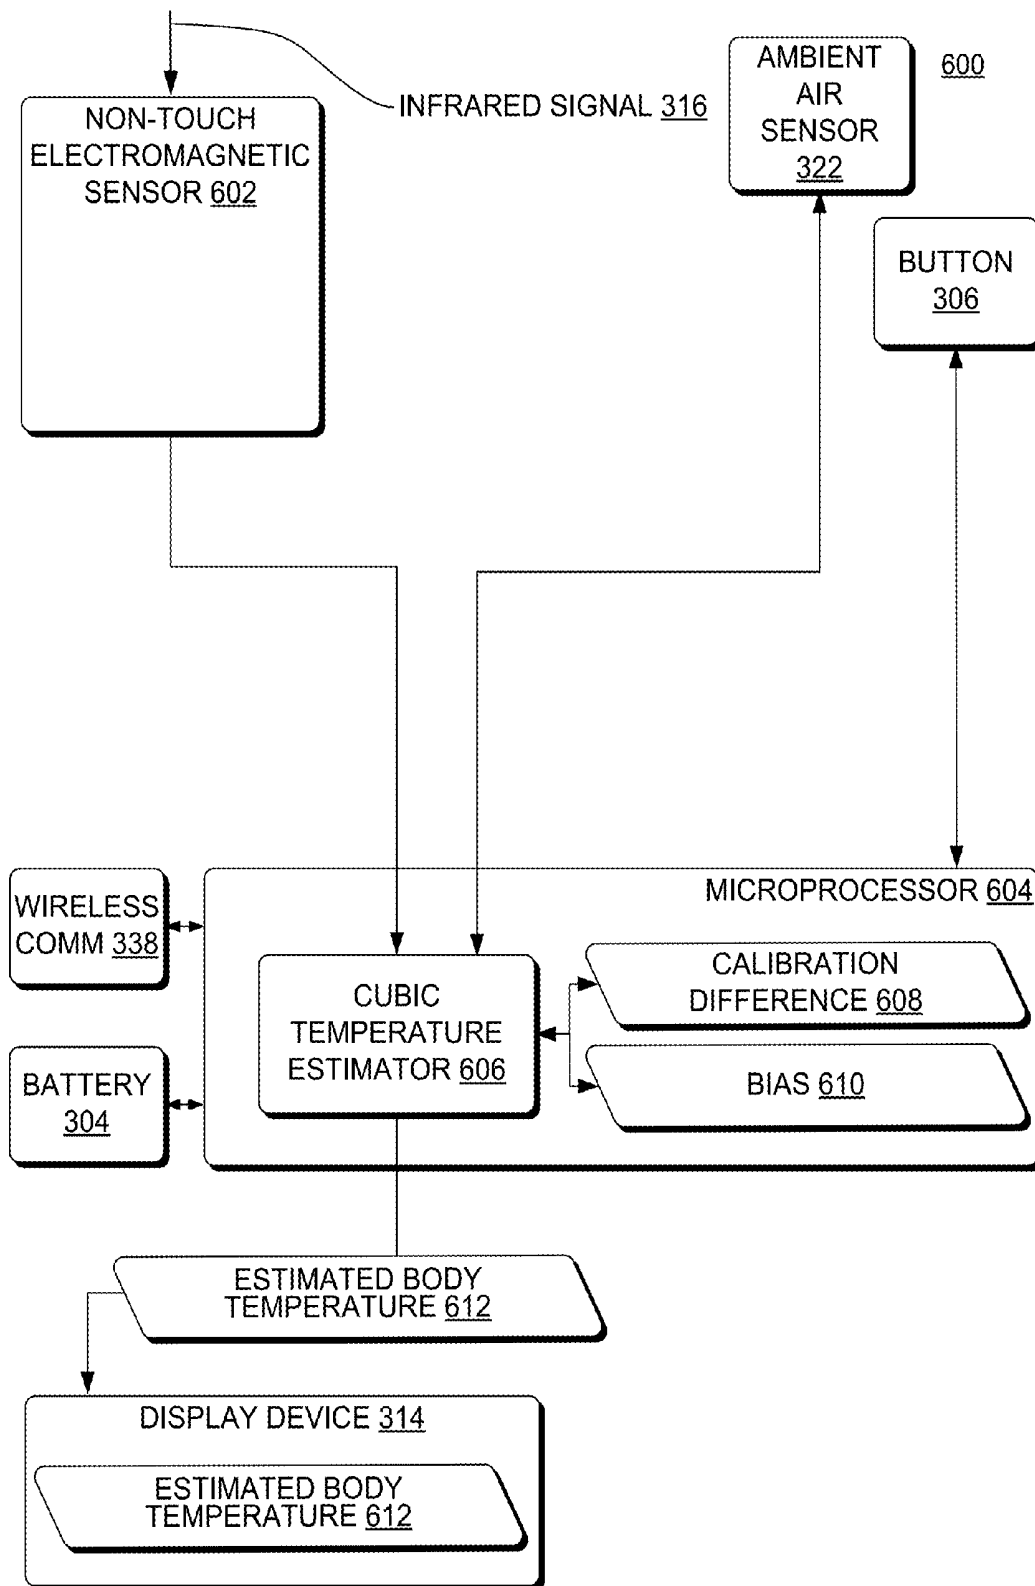 INFRARED SIGNAL 316
AMBIENT
AIR
SENSOR
322
600
NON-TOUCH
ELECTROMAGNETIC
SENSOR 602
BUTTON
306
WIRELESS
COMM 338
MICROPROCESSOR 604
CUBIC
TEMPERATURE
ESTIMATOR 606
CALIBRATION
DIFFERENCE 608
BATTERY
304
BIAS 610
ESTIMATED BODY
TEMPERATURE 612
DISPLAY DEVICE 314
ESTIMATED BODY
TEMPERATURE 612